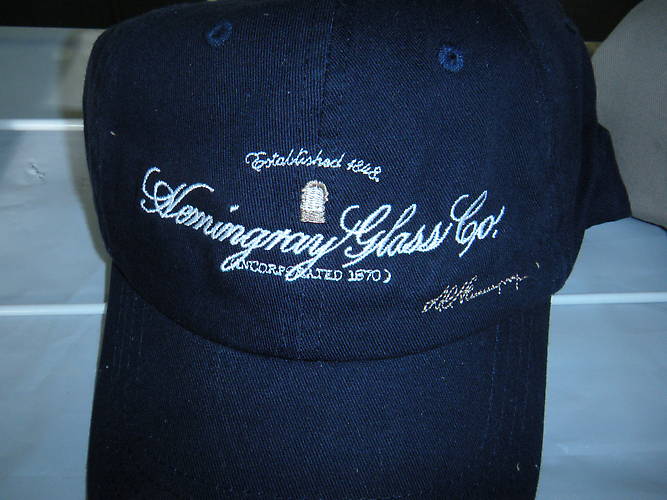 Established 1848
Hemingray Glass Co.
(INCORPORATED 1870)